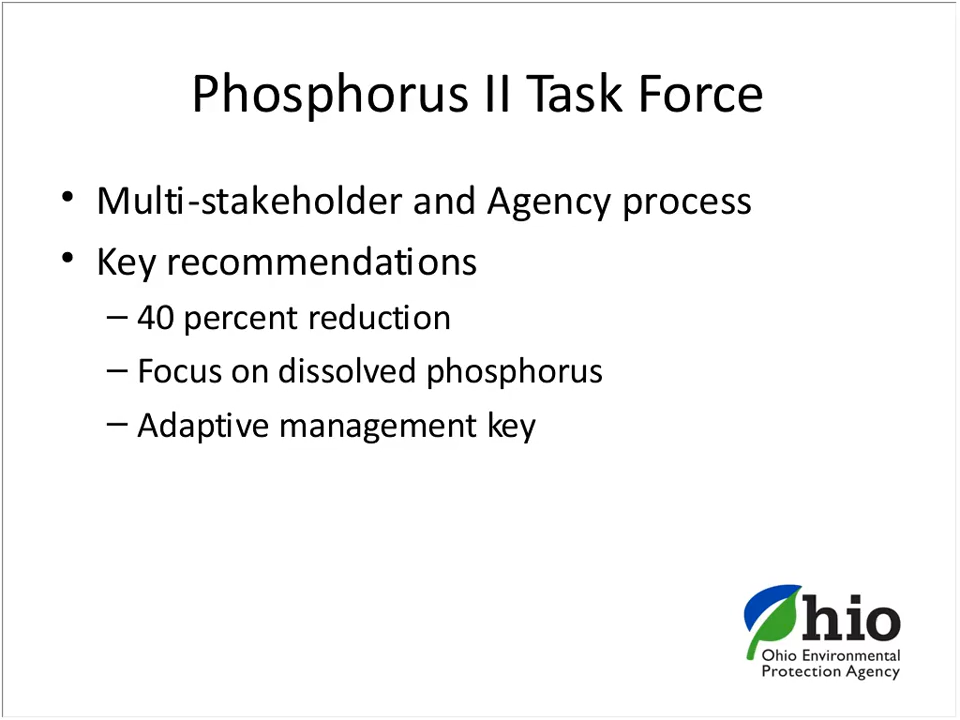 Phosphorus II Task Force
• Multi-stakeholder and Agency process
• Key recommendations
– 40 percent reduction
– Focus on dissolved phosphorus
– Adaptive management key
Ohio
Ohio Environmental
Protection Agency